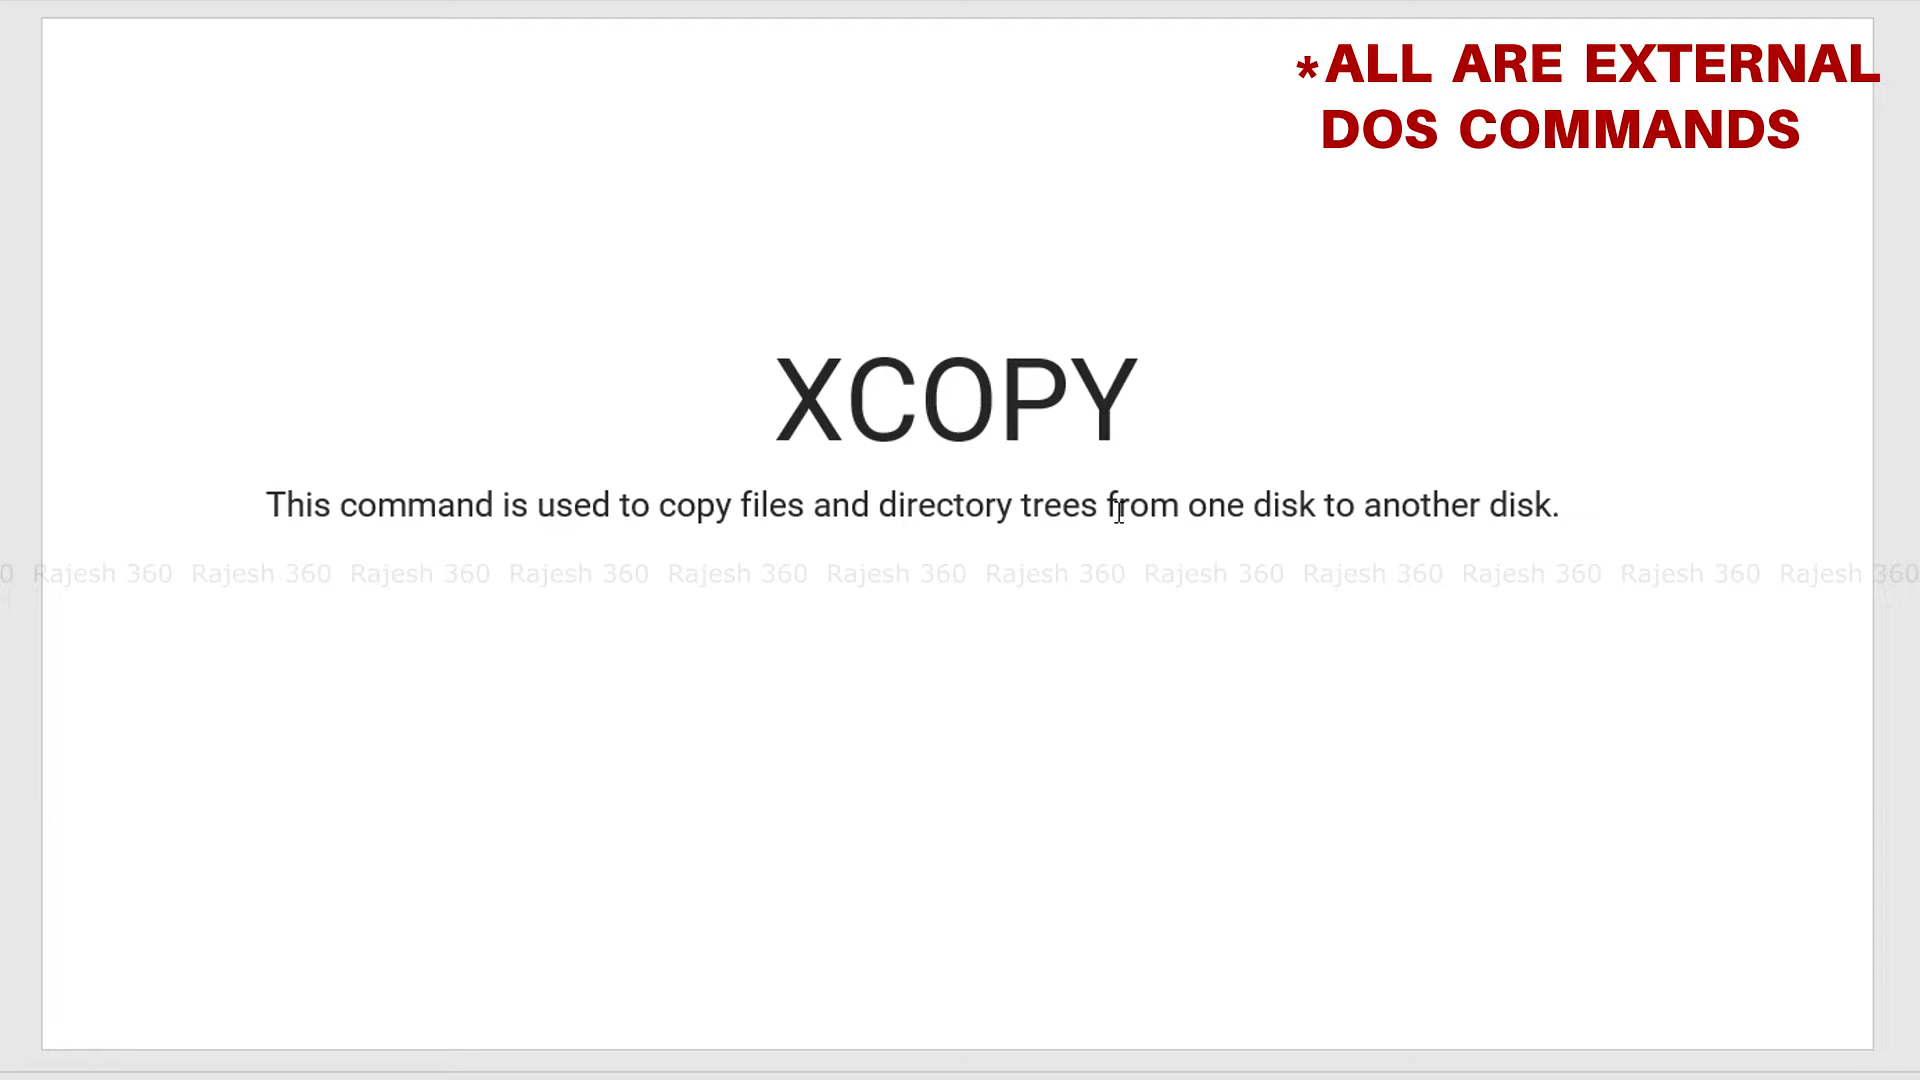 *ALL ARE EXTERNAL
DOS COMMANDS
XCOPY
This command is used to copy files and directory trees from one disk to another disk.
0 Rajesh 360 Rajesh 360 Rajesh 360 Rajesh 360 Rajesh 360 Rajesh 360 Rajesh 360 Rajesh 360 Rajesh 360 Rajesh 360 Rajesh 360 Rajesh 360